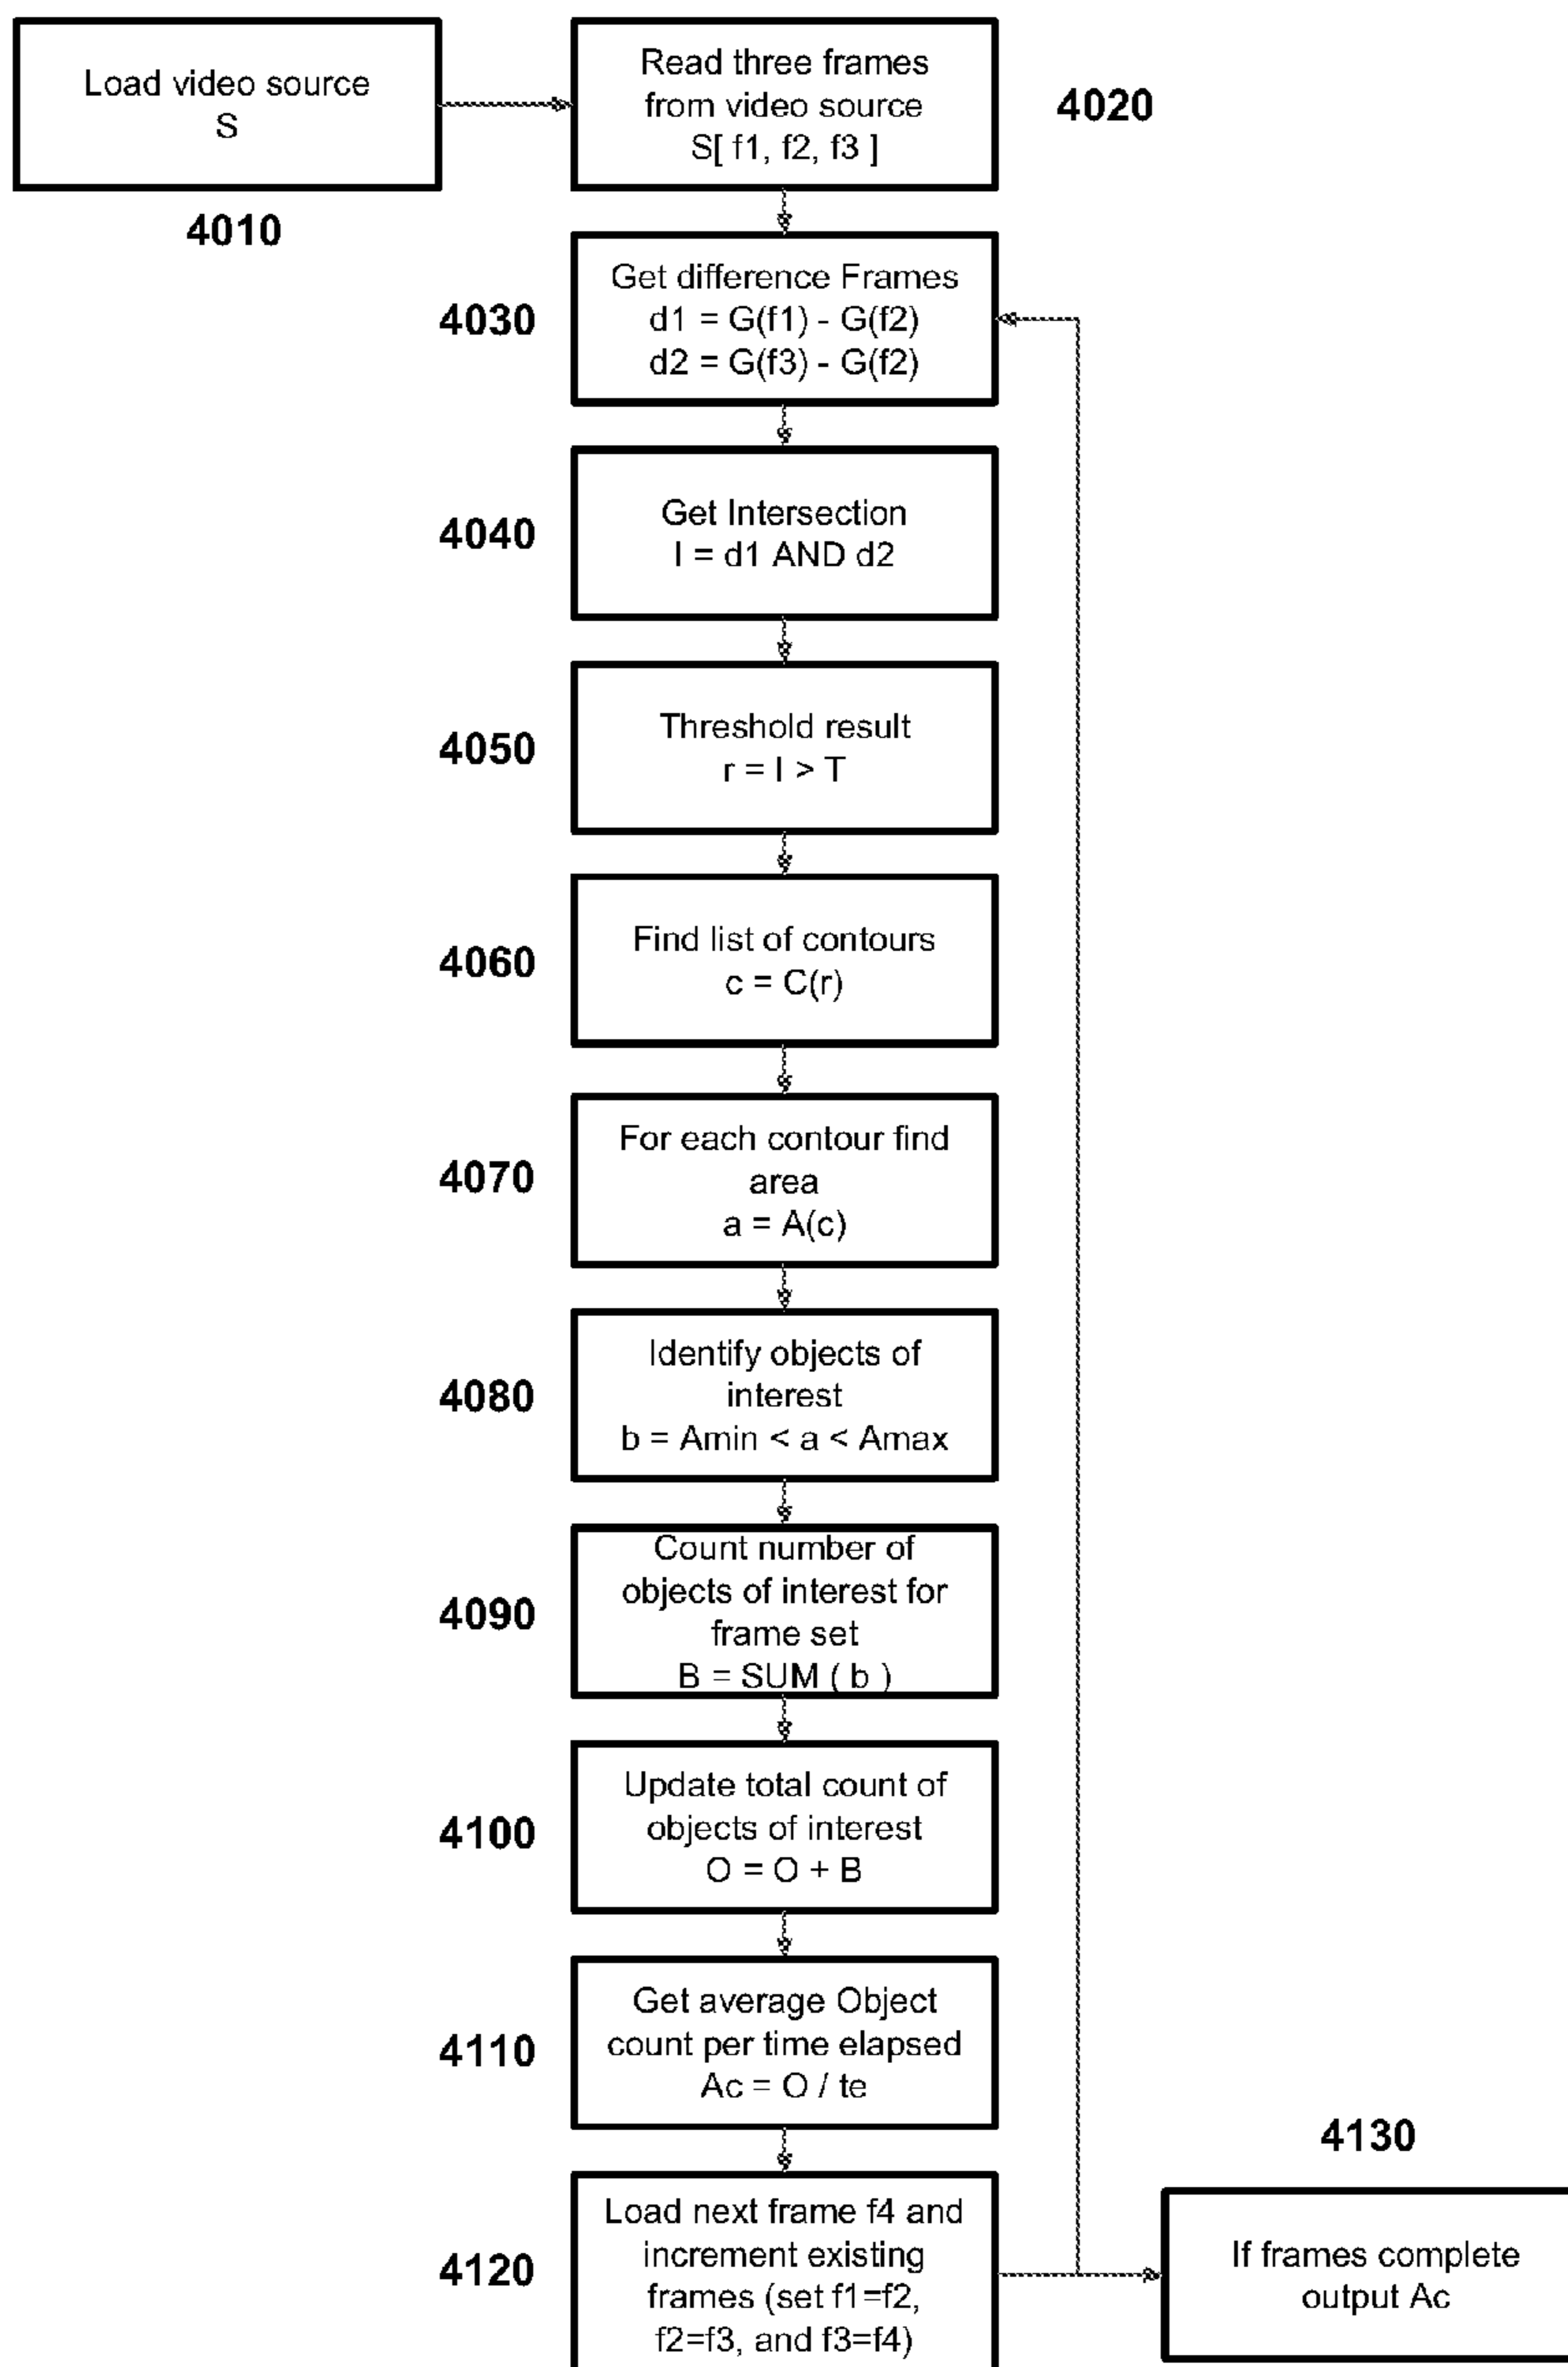 Load video source
S
4010
Read three frames
from video source
S[ f1, f2, f3 ]
4020
4030
Get difference Frames
d1 = G(f1) - G(f2)
d2 = G(f3) - G(f2)
4040
Get Intersection
I = d1 AND d2
4050
Threshold result
r = I > T
4060
Find list of contours
c = C(r)
4070
For each contour find
area
a = A(c)
4080
Identify objects of
interest
b = Amin < a < Amax
4090
Count number of
objects of interest for
frame set
B = SUM ( b )
4100
Update total count of
objects of interest
O = O + B
4110
Get average Object
count per time elapsed
Ac = O / te
4120
Load next frame f4 and
increment existing
frames (set f1=f2,
f2=f3, and f3=f4)
4130
If frames complete
output Ac